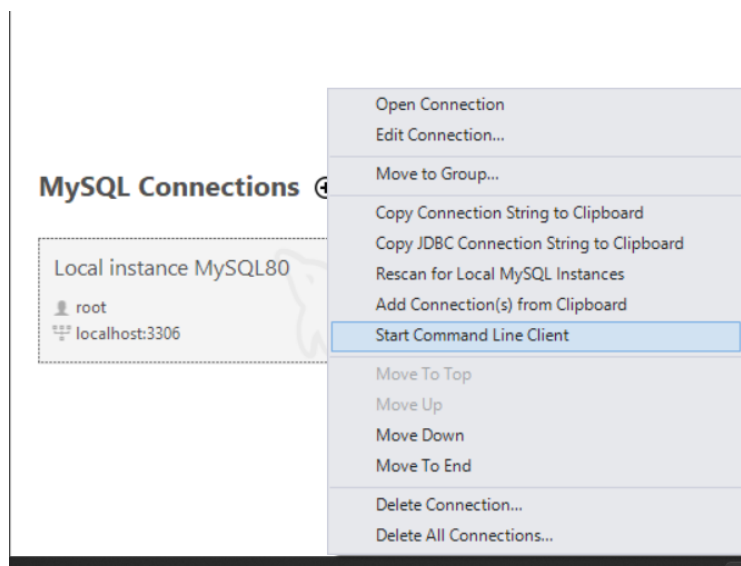 MySQL Connections
Local instance MySQL80
root
localhost:3306
Open Connection
Edit Connection...
Move to Group...
Copy Connection String to Clipboard
Copy JDBC Connection String to Clipboard
Rescan for Local MySQL Instances
Add Connection(s) from Clipboard
Start Command Line Client
Move To Top
Move Up
Move Down
Move To End
Delete Connection...
Delete All Connections...